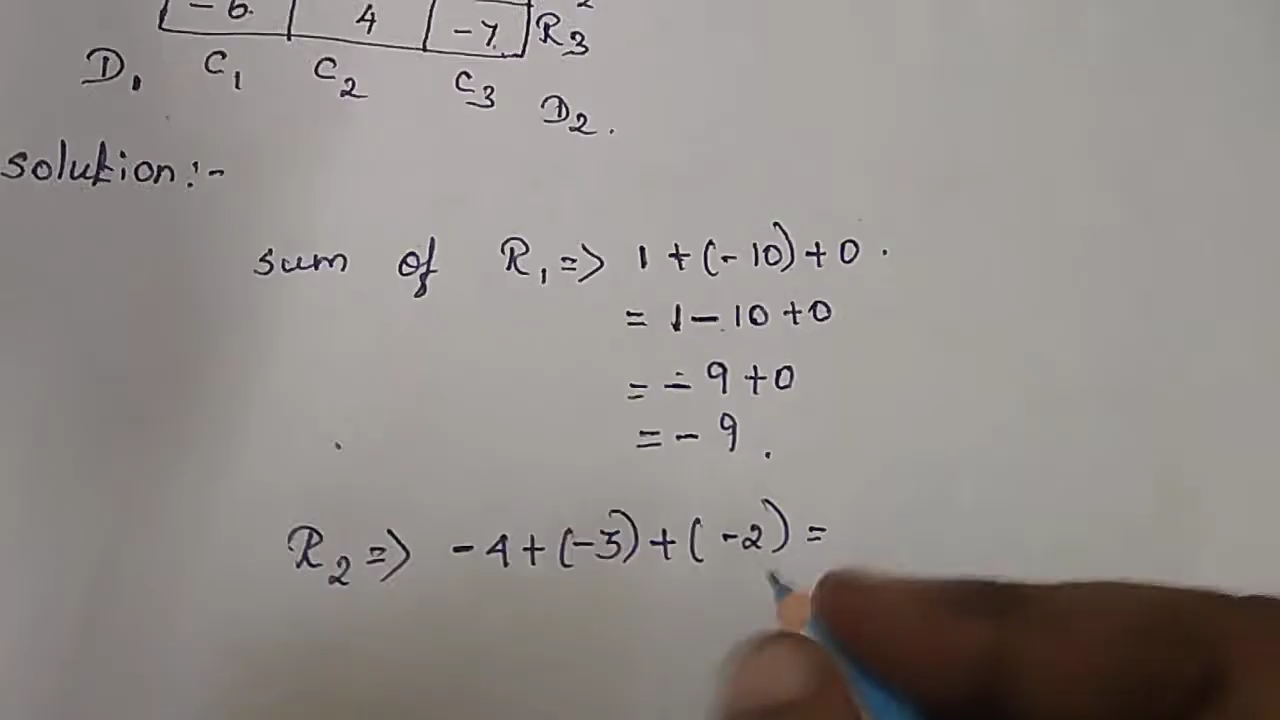 -6 4 -7 R3
D1 C1 C2 C3 D2.
solution:-
sum of R1 => 1+(-10)+0.
= 1-10+0
= -9+0
= -9.
R2 => -4+(-3)+(-2)=